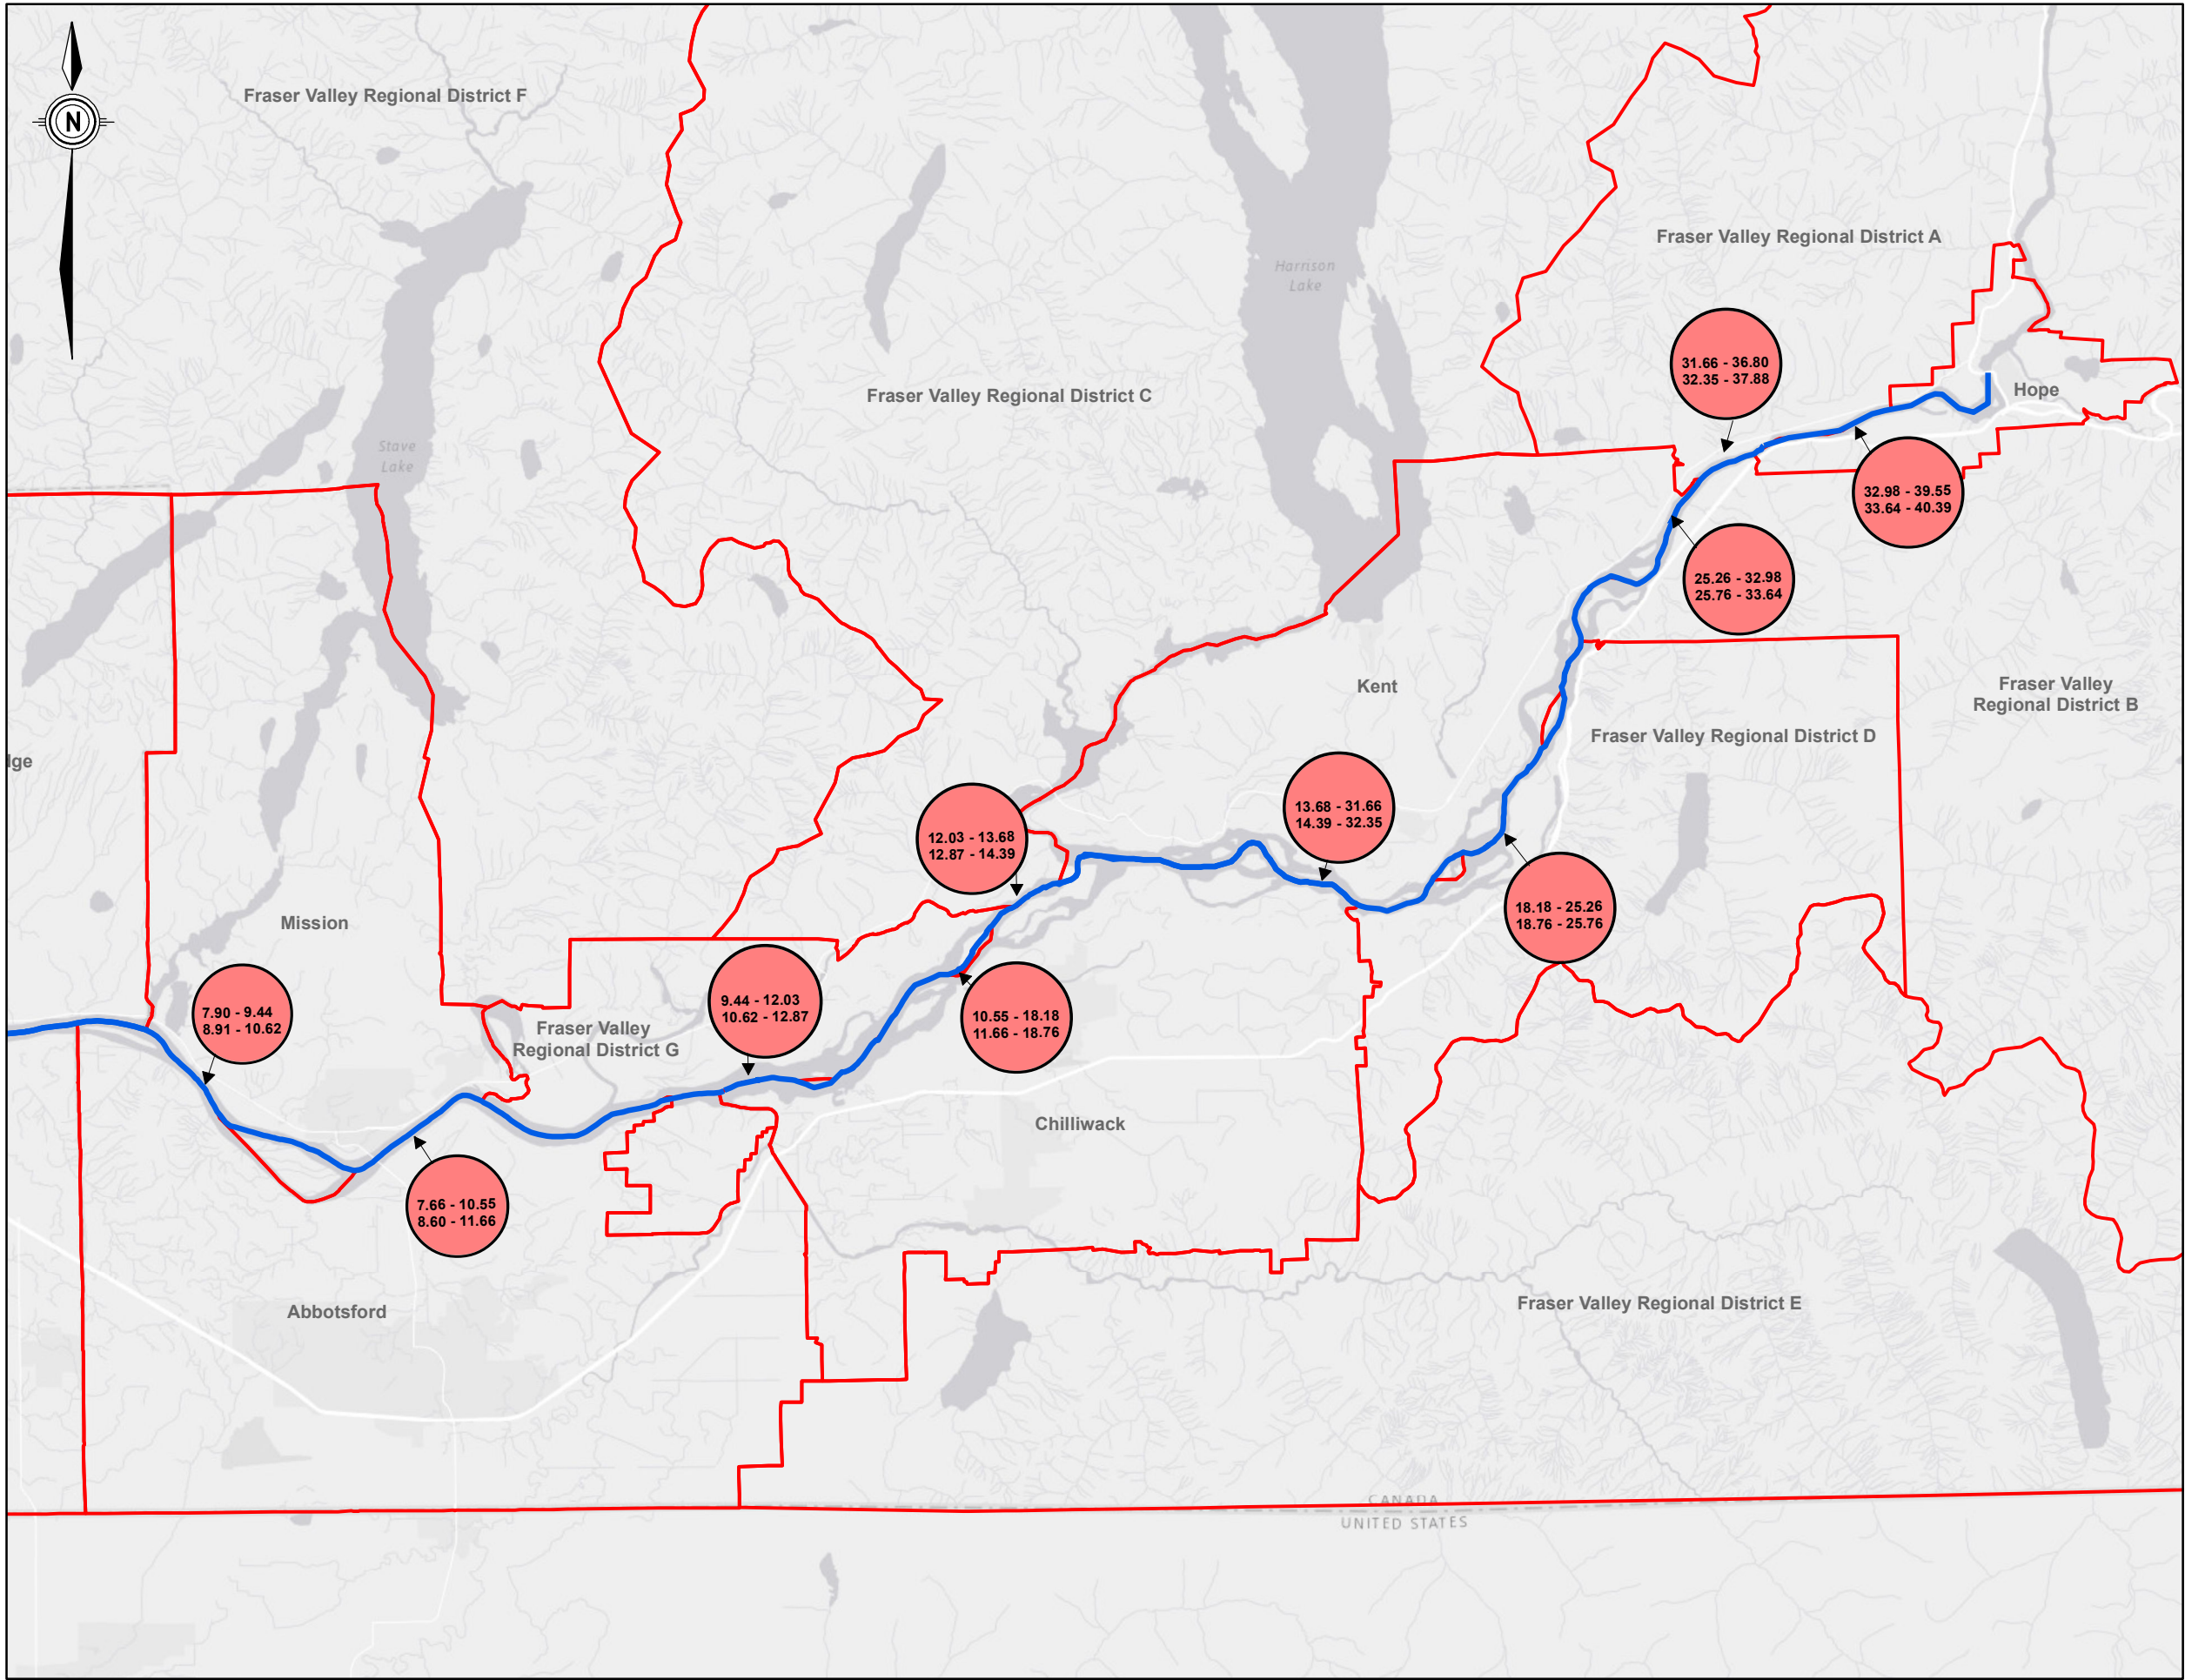 Fraser Valley Regional District F
N
Fraser Valley Regional District A
Harrison
Lake
31.66 - 36.80
32.35 - 37.88
Fraser Valley Regional District C
Hope
Stave
Lake
32.98 - 39.55
33.64 - 40.39
25.26 - 32.98
25.76 - 33.64
Kent
Fraser Valley
Regional District B
Fraser Valley Regional District D
lge
13.68 - 31.66
14.39 - 32.35
12.03 - 13.68
12.87 - 14.39
18.18 - 25.26
18.76 - 25.76
Mission
9.44 - 12.03
10.62 - 12.87
7.90 - 9.44
8.91 - 10.62
10.55 - 18.18
11.66 - 18.76
Fraser Valley
Regional District G
Chilliwack
7.66 - 10.55
8.60 - 11.66
Abbotsford
Fraser Valley Regional District E
CANADA
UNITED STATES